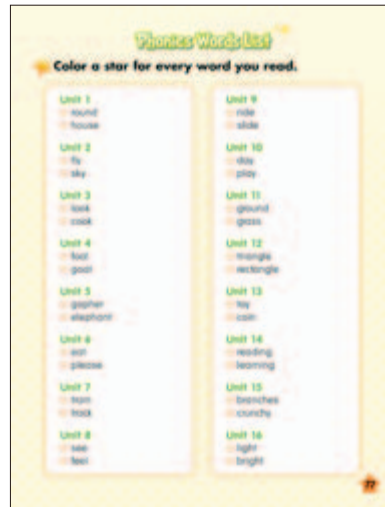 Phonics Words List
Color a star for every word you read.
Unit 1
round
house
Unit 2
fly
sky
Unit 3
look
cook
Unit 4
foot
goat
Unit 5
gopher
elephant
Unit 6
eat
please
Unit 7
train
track
Unit 8
see
feel
Unit 9
ride
slide
Unit 10
day
play
Unit 11
ground
grass
Unit 12
triangle
rectangle
Unit 13
toy
coin
Unit 14
reading
learning
Unit 15
branches
crunchy
Unit 16
light
bright
77